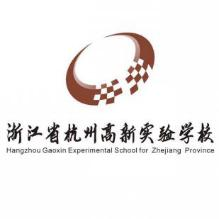 浙江省杭州高新实验学校
Hangzhou Gaoxin Experimental School for Zhejiang Province